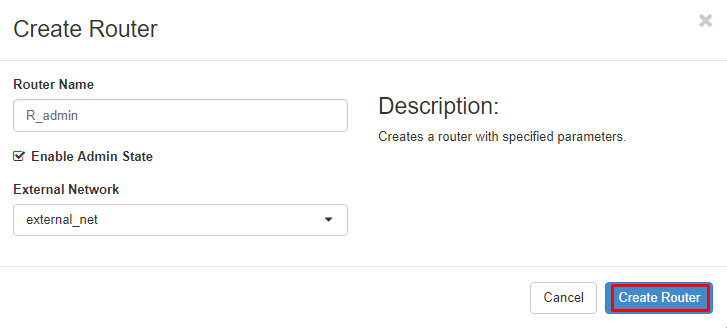 Create Router
×
Router Name
R_admin
Enable Admin State
External Network
external_net
Description:
Creates a router with specified parameters.
Cancel
Create Router